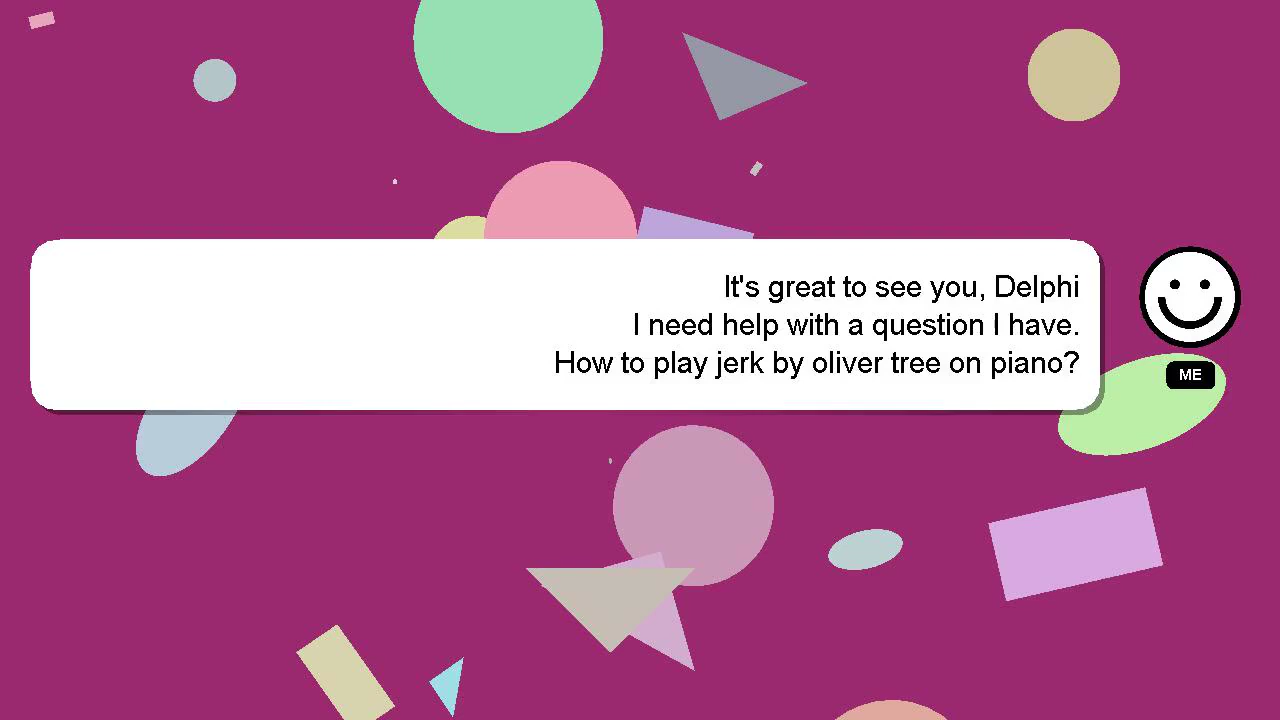 It's great to see you, Delphi
I need help with a question I have.
How to play jerk by oliver tree on piano?
ME